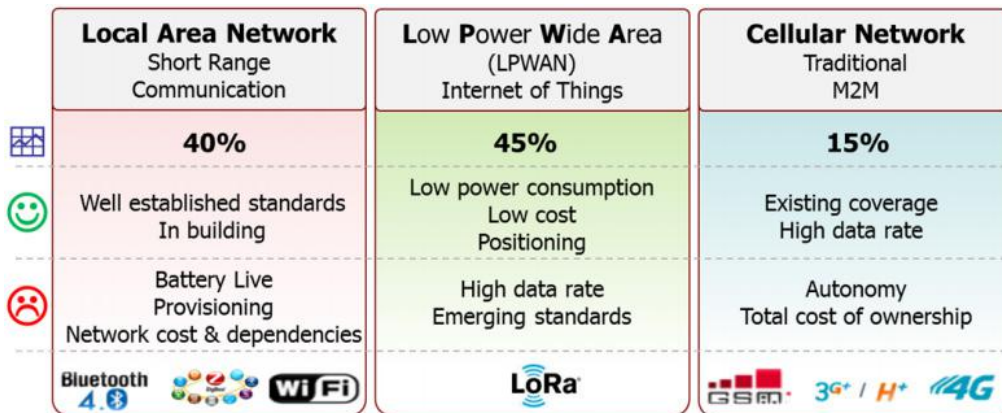 Local Area Network
Short Range
Communication
Low Power Wide Area
(LPWAN)
Internet of Things
Cellular Network
Traditional
M2M
40%
45%
15%
Well established standards
In building
Low power consumption
Low cost
Positioning
Existing coverage
High data rate
Battery Live
Provisioning
Network cost & dependencies
High data rate
Emerging standards
Autonomy
Total cost of ownership
Bluetooth
4.0
WiFi
LoRa
GSM
3G+ / H+
4G